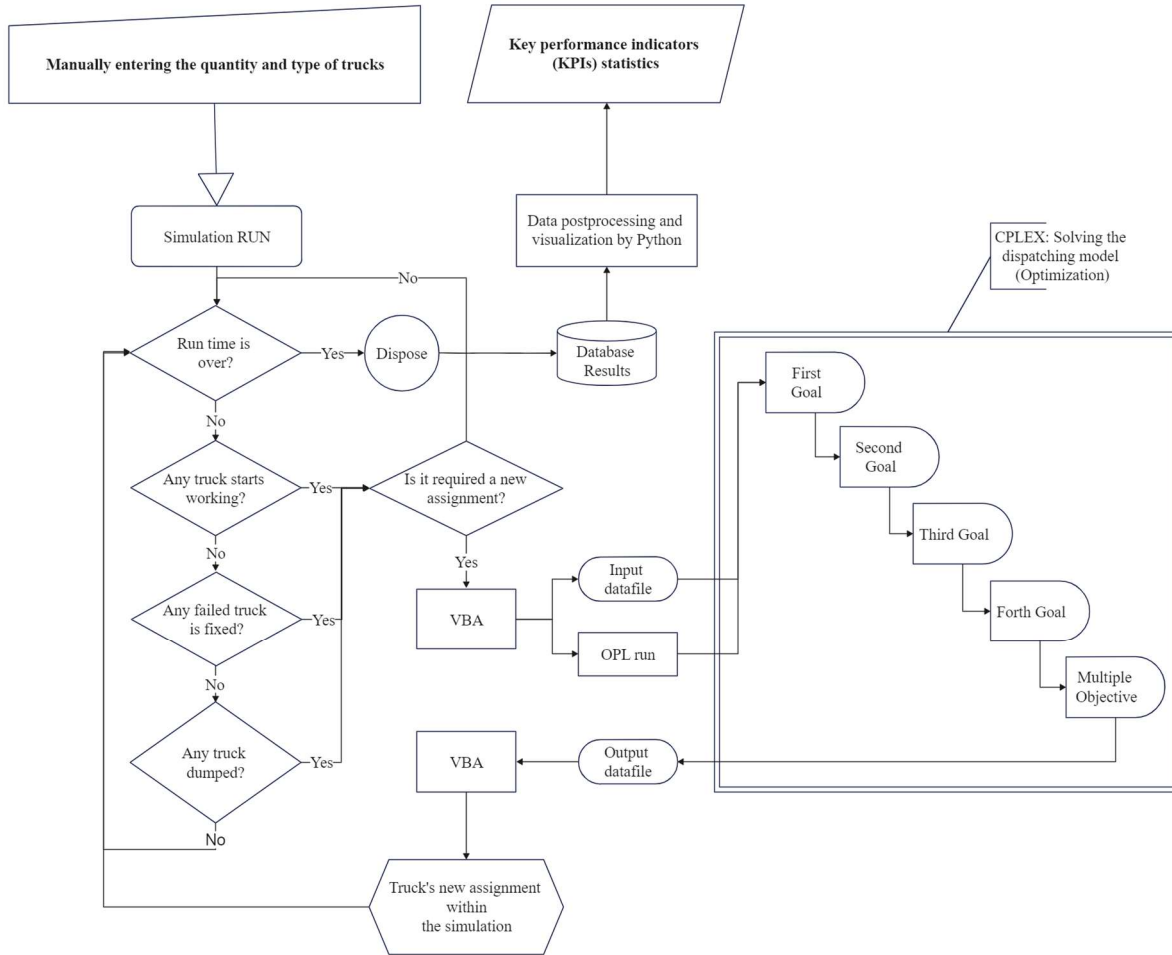 Manually entering the quantity and type of trucks
Key performance indicators
(KPIs) statistics
Simulation RUN
Data postprocessing and
visualization by Python
CPLEX: Solving the
dispatching model
(Optimization)
No
Run time is
over?
Yes
Dispose
Database
Results
First
Goal
No
Any truck starts
working?
Yes
Is it required a new
assignment?
Second
Goal
No
Yes
Third Goal
Any failed truck
is fixed?
Yes
VBA
Input
datafile
OPL run
Forth Goal
No
Multiple
Objective
Any truck
dumped?
Yes
VBA
Output
datafile
No
Truck's new assignment
within
the simulation